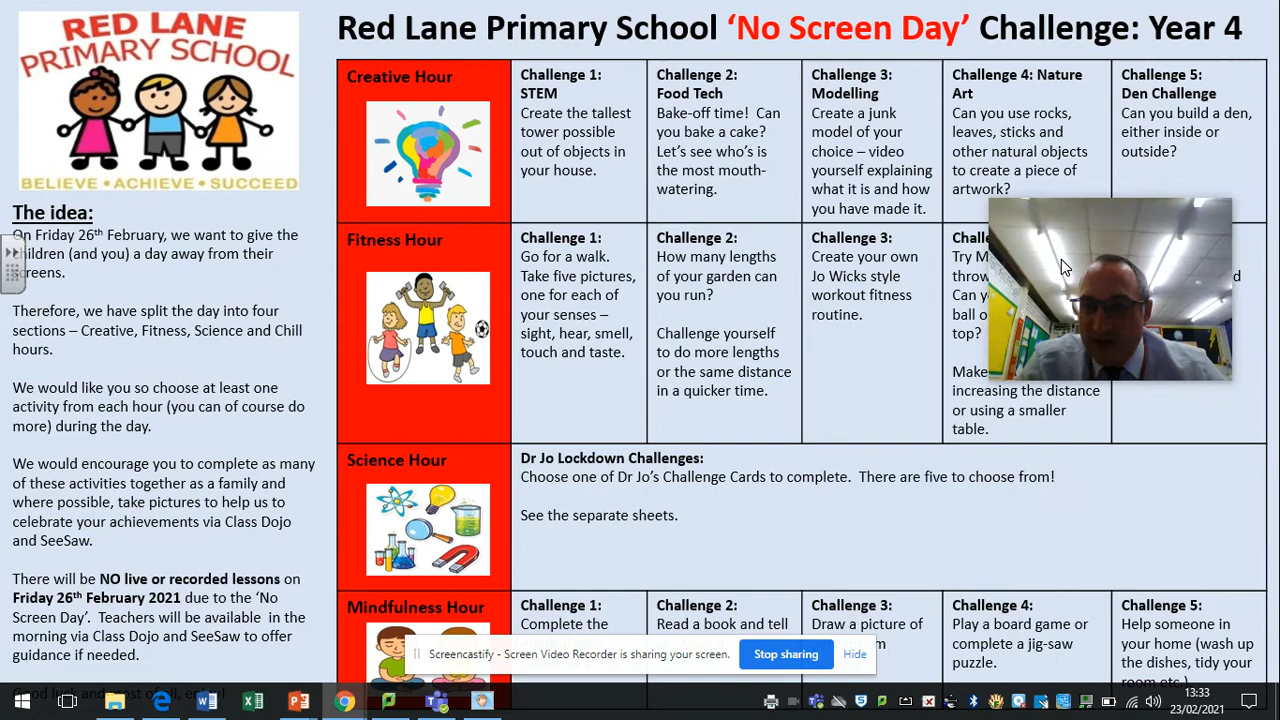 RED LANE
PRIMARY SCHOOL
BELIEVE • ACHIEVE • SUCCEED
Red Lane Primary School ‘No Screen Day’ Challenge: Year 4
The idea:
On Friday 26th February, we want to give the
children (and you) a day away from their
screens.
Therefore, we have split the day into four
sections – Creative, Fitness, Science and Chill
hours.
We would like you so choose at least one
activity from each hour (you can of course do
more) during the day.
We would encourage you to complete as many
of these activities together as a family and
where possible, take pictures to help us to
celebrate your achievements via Class Dojo
and SeeSaw.
There will be NO live or recorded lessons on
Friday 26th February 2021 due to the ‘No
Screen Day’.  Teachers will be available  in the
morning via Class Dojo and SeeSaw to offer
guidance if needed.
Good luck and most of all, enjoy!
Creative Hour
Challenge 1:
STEM
Create the tallest
tower possible
out of objects in
your house.
Challenge 2:
Food Tech
Bake-off time!  Can
you bake a cake?
Let’s see who’s is
the most mouth-
watering.
Challenge 3:
Modelling
Create a junk
model of your
choice – video
yourself explaining
what it is and how
you have made it.
Challenge 4: Nature
Art
Can you use rocks,
leaves, sticks and
other natural objects
to create a piece of
artwork?
Challenge 5:
Den Challenge
Can you build a den,
either inside or
outside?
Fitness Hour
Challenge 1:
Go for a walk.
Take five pictures,
one for each of
your senses –
sight, hear, smell,
touch and taste.
Challenge 2:
How many lengths
of your garden can
you run?
Challenge yourself
to do more lengths
or the same distance
in a quicker time.
Challenge 3:
Create your own
Jo Wicks style
workout fitness
routine.
Try
Can
ball
top?
Make
increasing the distance
or using a smaller
table.
Science Hour
Dr Jo Lockdown Challenges:
Choose one of Dr Jo’s Challenge Cards to complete.  There are five to choose from!
See the separate sheets.
Mindfulness Hour
Challenge 1:
Complete the
Challenge 2:
Read a book and tell
Challenge 3:
Draw a picture of
Challenge 4:
Play a board game or
complete a jig-saw
puzzle.
Challenge 5:
Help someone in
your home (wash up
the dishes, tidy your
room etc.)
Screencastify - Screen Video Recorder is sharing your screen.
Stop sharing
Hide
13:33
23/02/2021